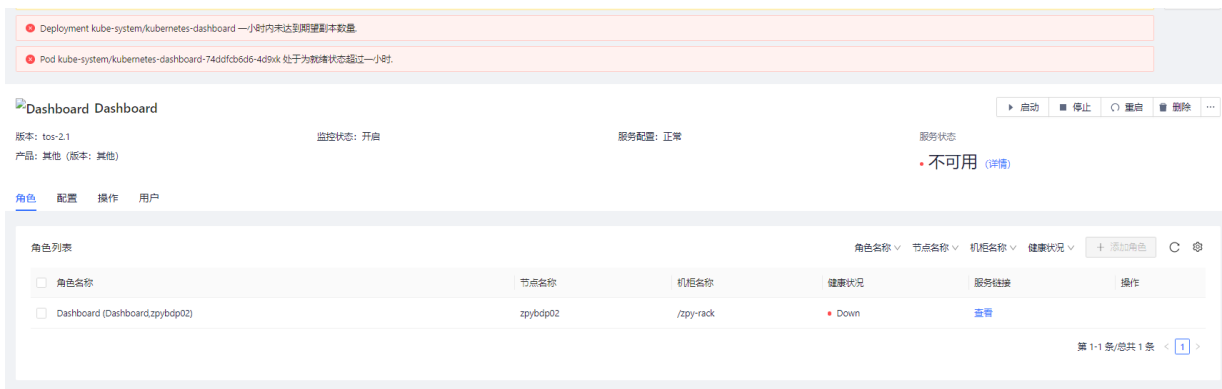 Deployment kube-system/kubernetes-dashboard 一小时内未达到期望副本数量.
Pod kube-system/kubernetes-dashboard-74ddfcb6d6-4d9xk 处于为就绪状态超过一小时.
Dashboard Dashboard
启动 停止 重启 删除 ...
版本: tos-2.1 监控状态: 开启 服务配置: 正常 服务状态
产品: 其他 (版本: 其他)
不可用 (详情)
角色 配置 操作 用户
角色列表 角色名称 节点名称 机柜名称 健康状况 + 添加角色
角色名称 节点名称 机柜名称 健康状况 服务链接 操作
Dashboard (Dashboard,zpybdp02) zpybdp02 /zpy-rack Down 查看
第 1-1 条/总共 1 条 < 1 >